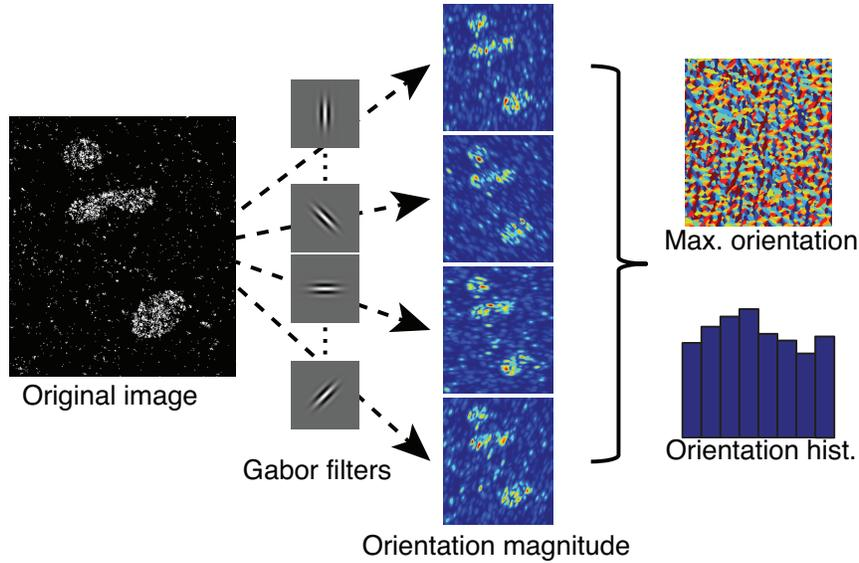 Original image
Gabor filters
Orientation magnitude
Max. orientation
Orientation hist.